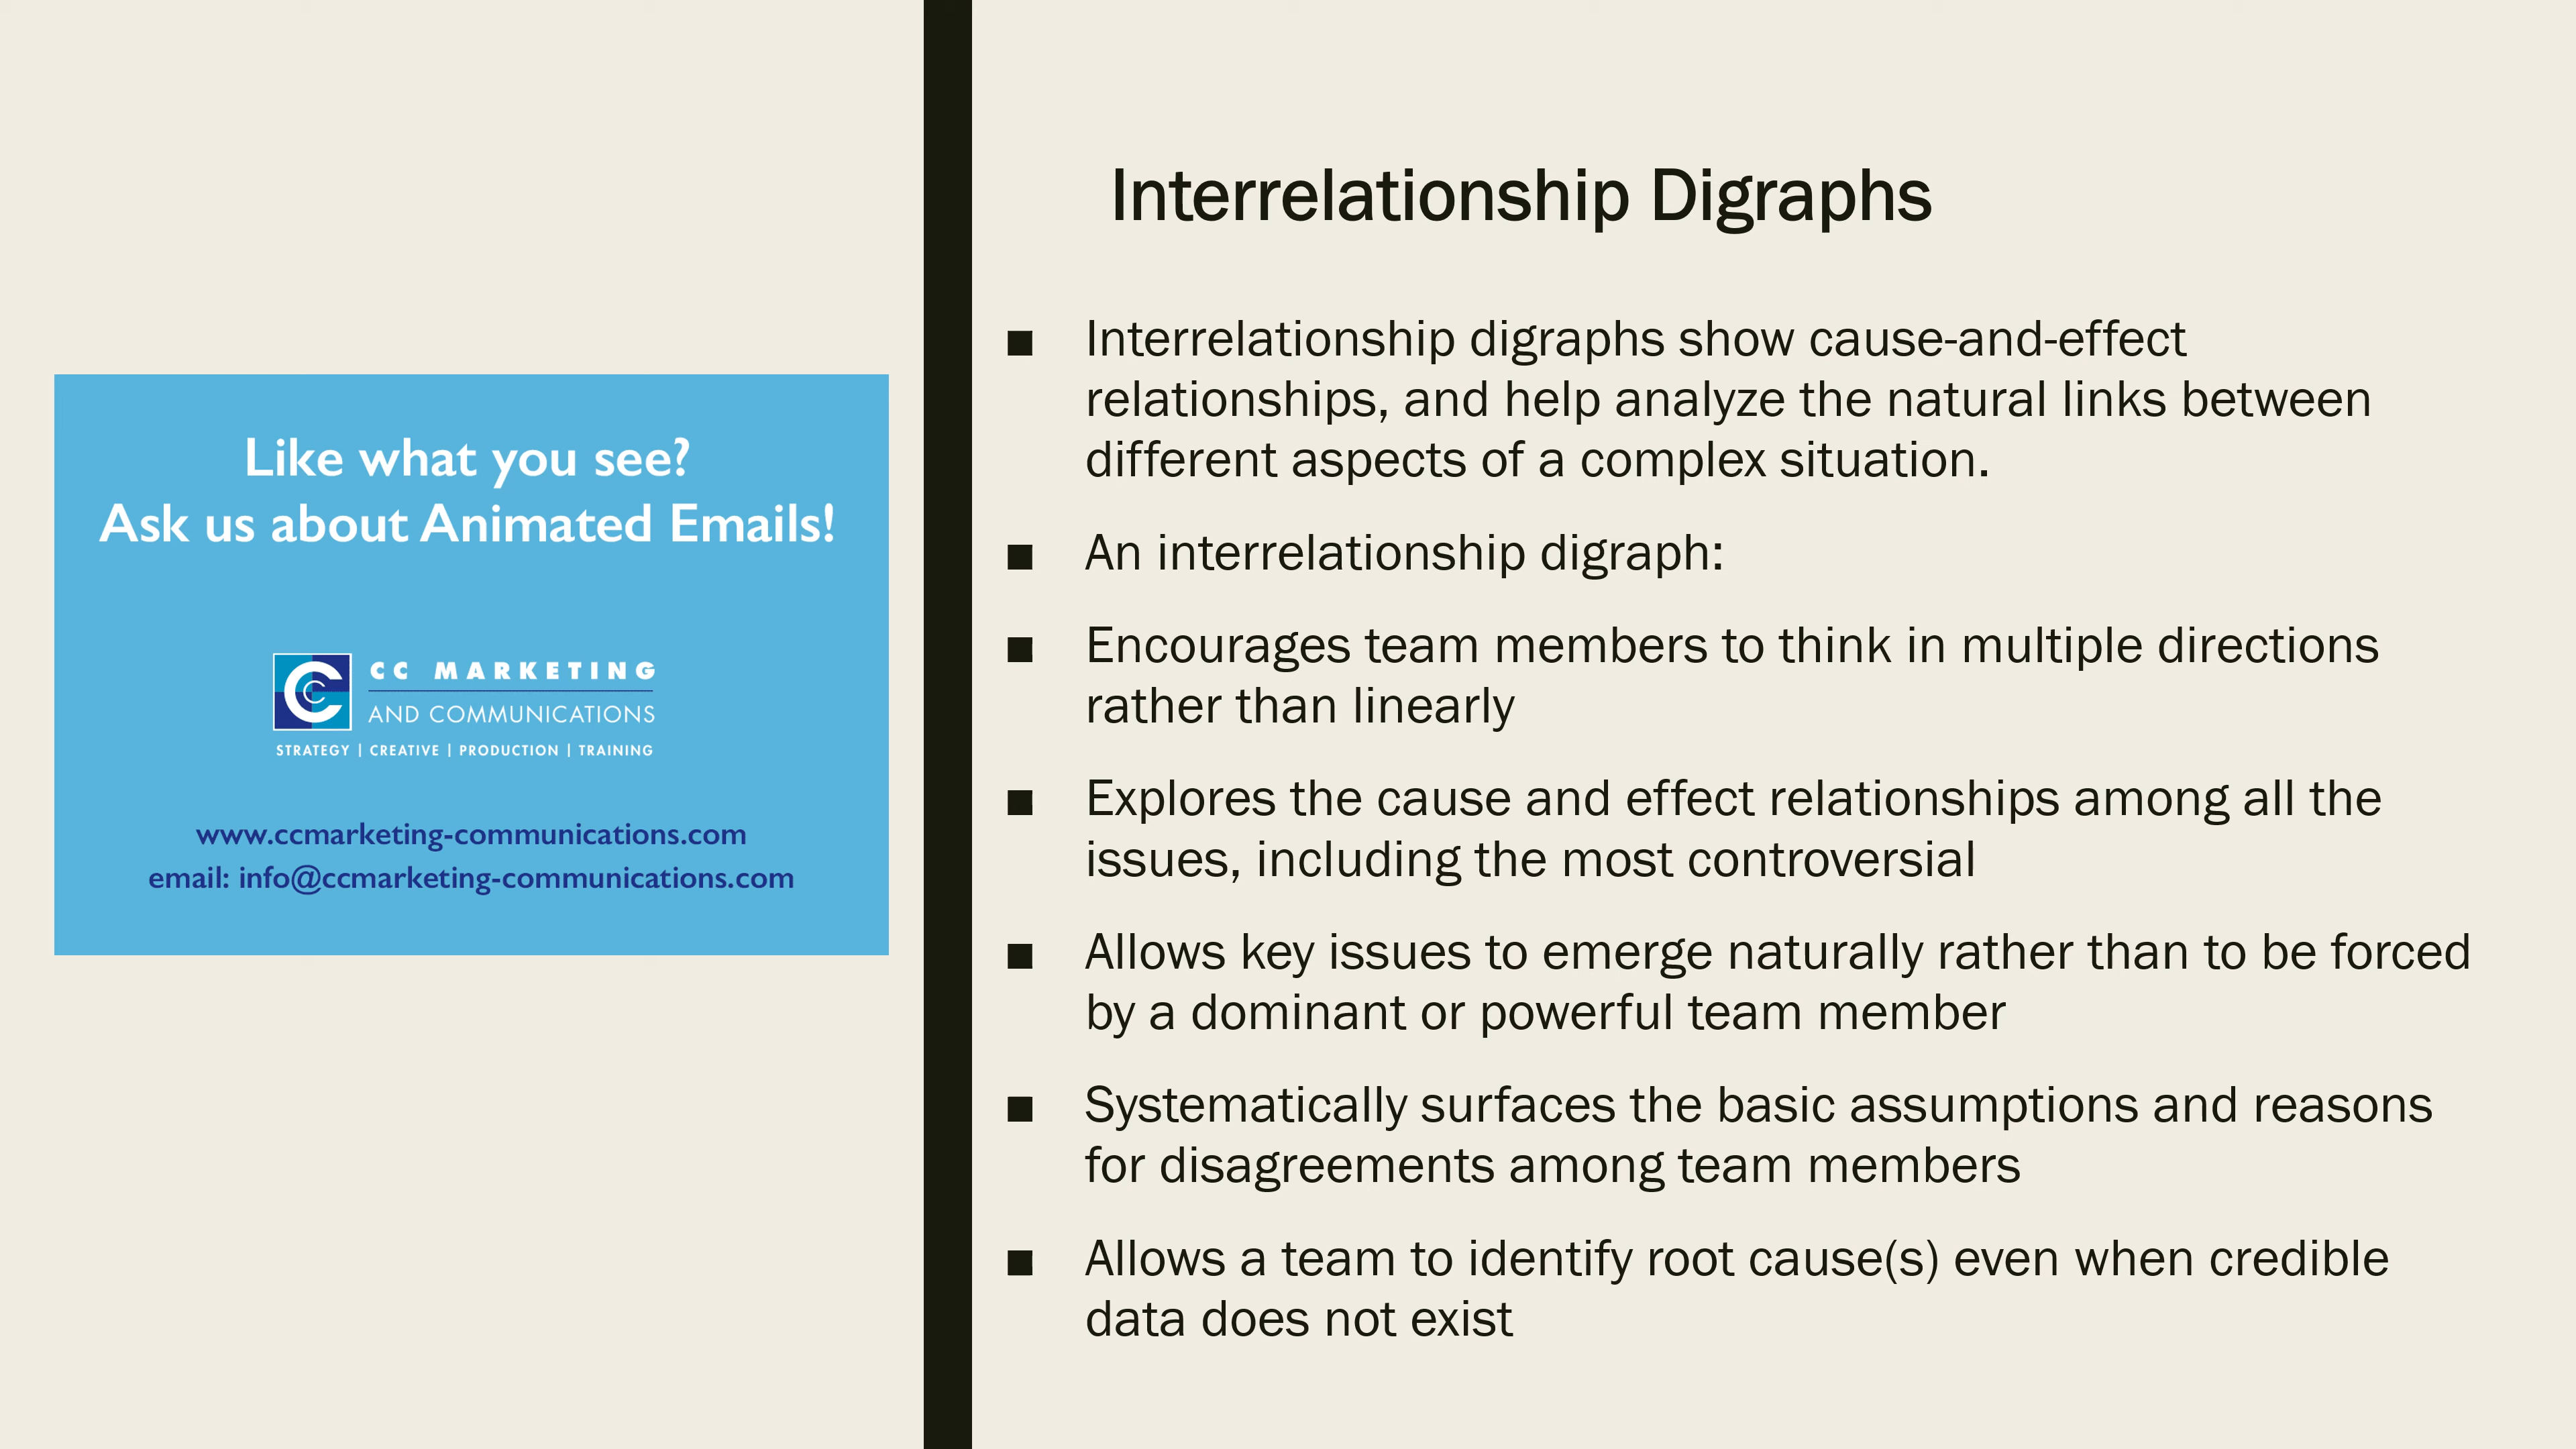 Like what you see?
Ask us about Animated Emails!
CC MARKETING
AND COMMUNICATIONS
STRATEGY | CREATIVE | PRODUCTION | TRAINING
www.ccmarketing-communications.com
email: info@ccmarketing-communications.com
Interrelationship Digraphs
■ Interrelationship digraphs show cause-and-effect
relationships, and help analyze the natural links between
different aspects of a complex situation.
■ An interrelationship digraph:
■ Encourages team members to think in multiple directions
rather than linearly
■ Explores the cause and effect relationships among all the
issues, including the most controversial
■ Allows key issues to emerge naturally rather than to be forced
by a dominant or powerful team member
■ Systematically surfaces the basic assumptions and reasons
for disagreements among team members
■ Allows a team to identify root cause(s) even when credible
data does not exist